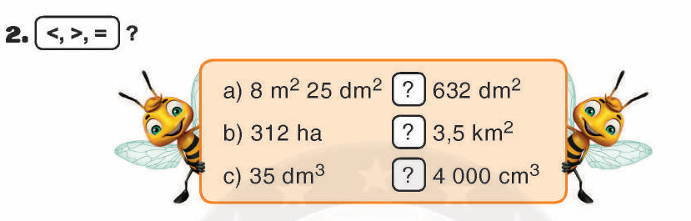 2. <, >, = ?
a) 8 m² 25 dm² ? 632 dm²
b) 312 ha ? 3,5 km²
c) 35 dm³ ? 4 000 cm³